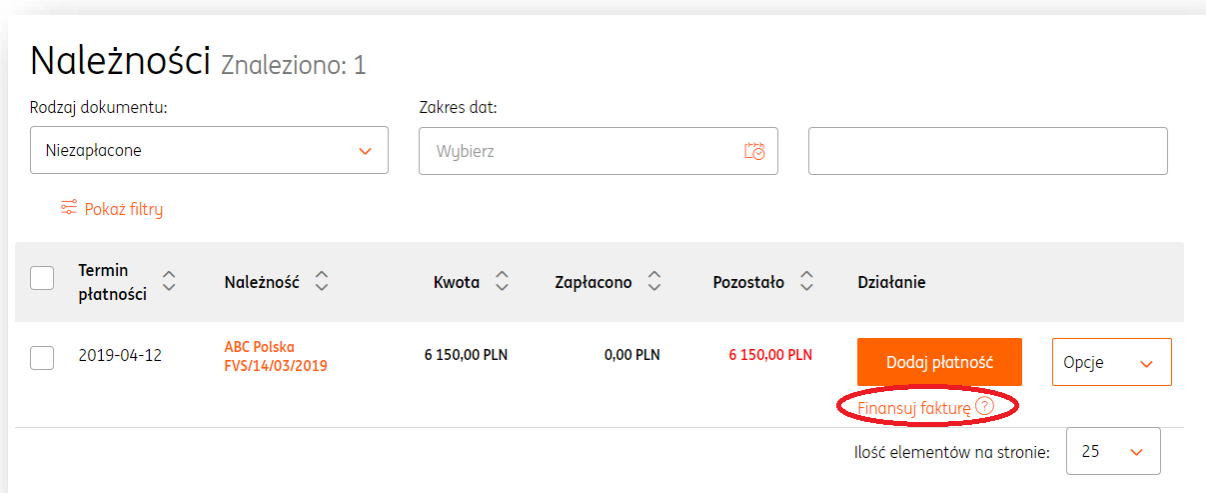 Należności Znaleziono: 1
Rodzaj dokumentu: Zakres dat:
Niezapłacone Wybierz
Pokaż filtry
Termin płatności Należność Kwota Zapłacono Pozostało Działanie
2019-04-12 ABC Polska FVS/14/03/2019 6 150,00 PLN 0,00 PLN 6 150,00 PLN Dodaj płatność Opcje
Finansuj fakturę ?
Ilość elementów na stronie: 25